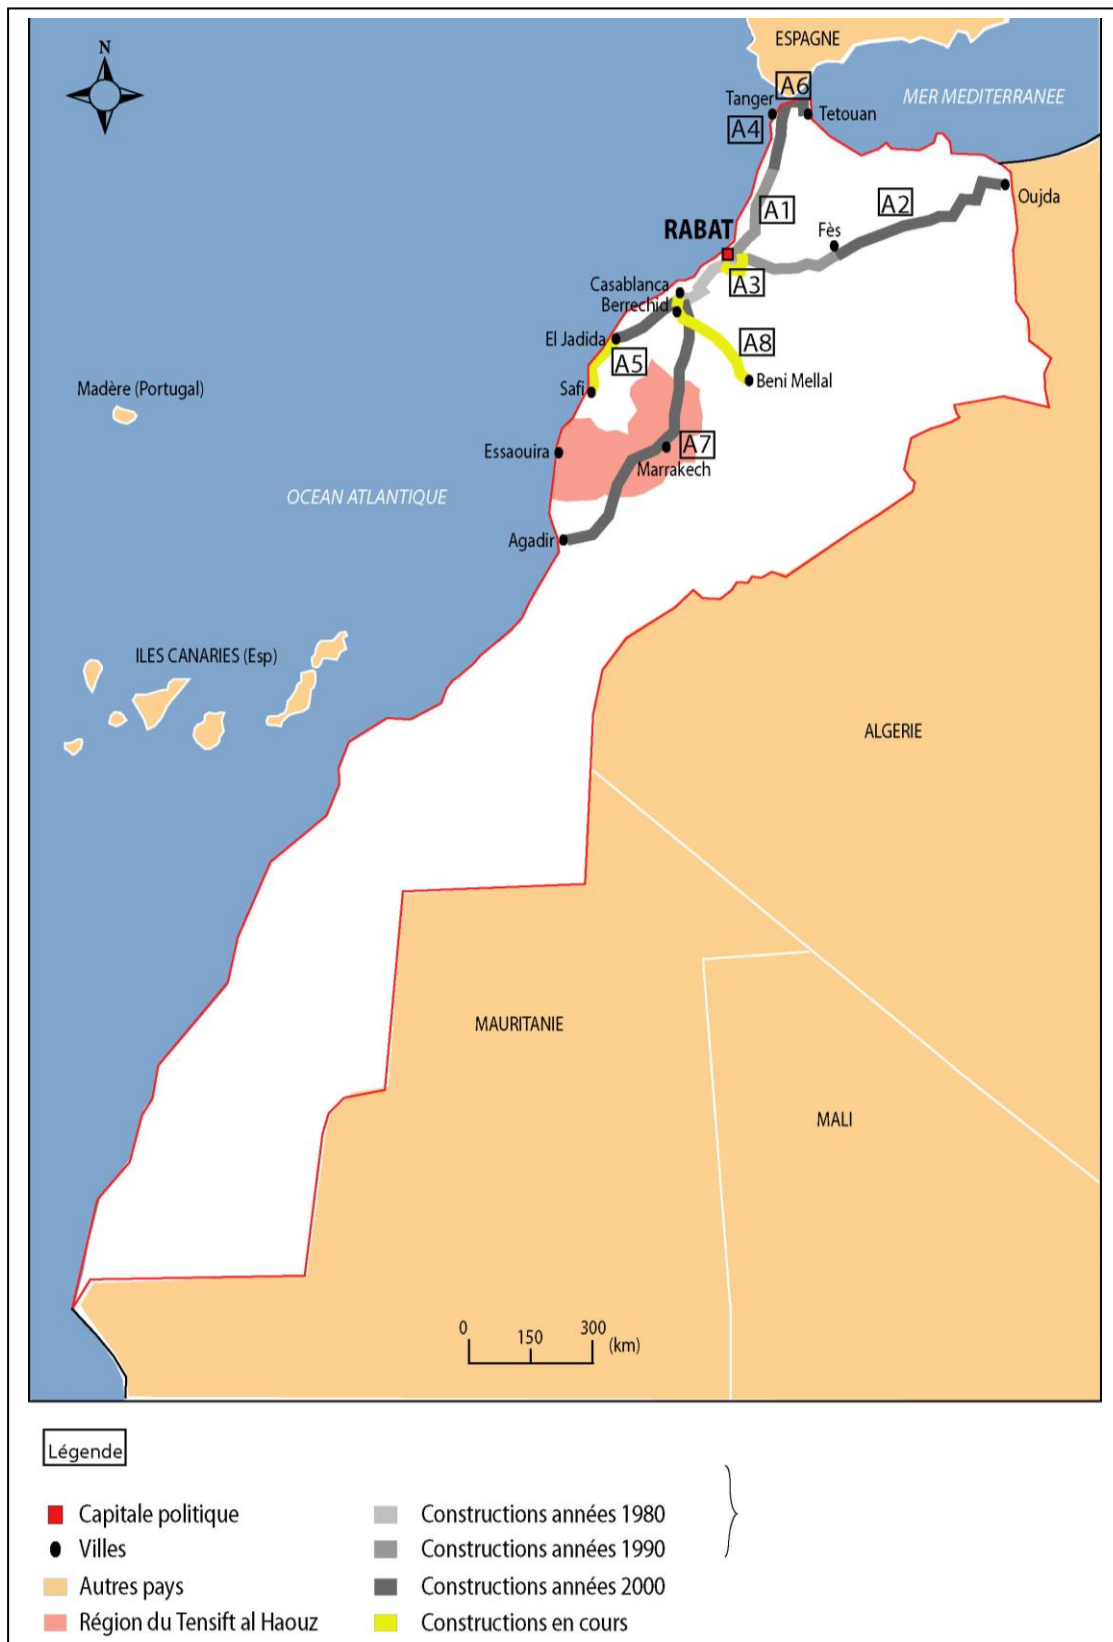 N
ESPAGNE
A6
MER MEDITERRANEE
Tanger
Tetouan
A4
Oujda
A2
A1
RABAT
Fès
A3
Casablanca
Berrechid
El Jadida
A8
A5
Beni Mellal
Safi
Madère (Portugal)
Essaouira
A7
Marrakech
OCEAN ATLANTIQUE
Agadir
ILES CANARIES (Esp)
ALGERIE
MAURITANIE
MALI
0 150 300 (km)
Légende
Capitale politique
Villes
Autres pays
Région du Tensift al Haouz
Constructions années 1980
Constructions années 1990
Constructions années 2000
Constructions en cours